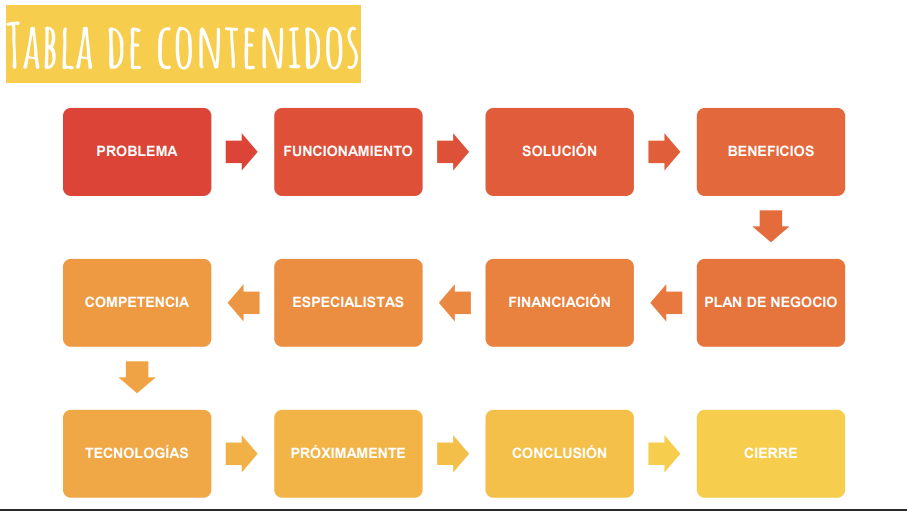 TABLA DE CONTENIDOS
PROBLEMA
FUNCIONAMIENTO
SOLUCIÓN
BENEFICIOS
PLAN DE NEGOCIO
FINANCIACIÓN
ESPECIALISTAS
COMPETENCIA
TECNOLOGÍAS
PRÓXIMAMENTE
CONCLUSIÓN
CIERRE